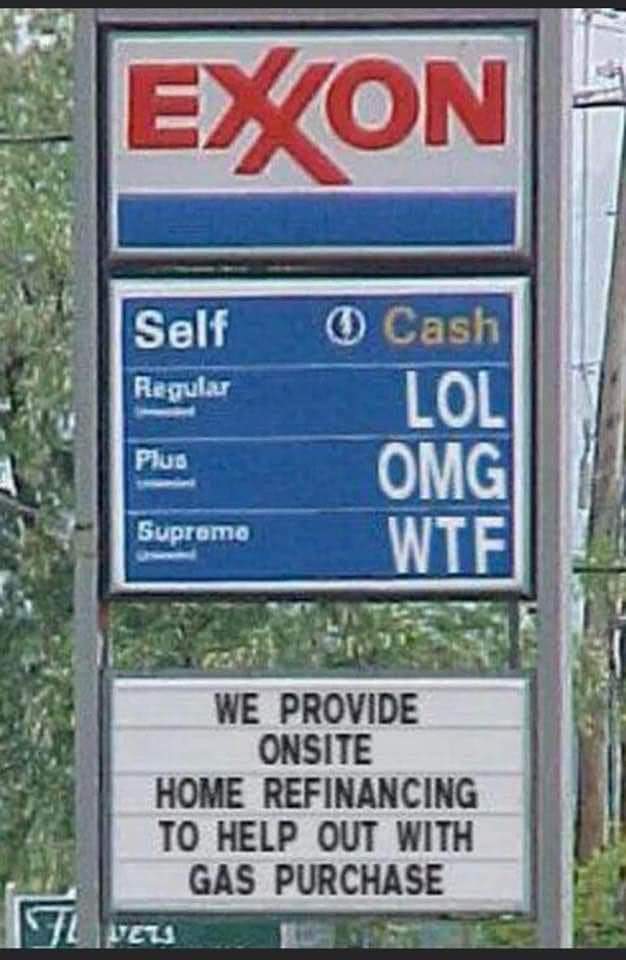 EXXON
Self Cash
Regular LOL
Plus OMG
Supreme WTF
WE PROVIDE
ONSITE
HOME REFINANCING
TO HELP OUT WITH
GAS PURCHASE